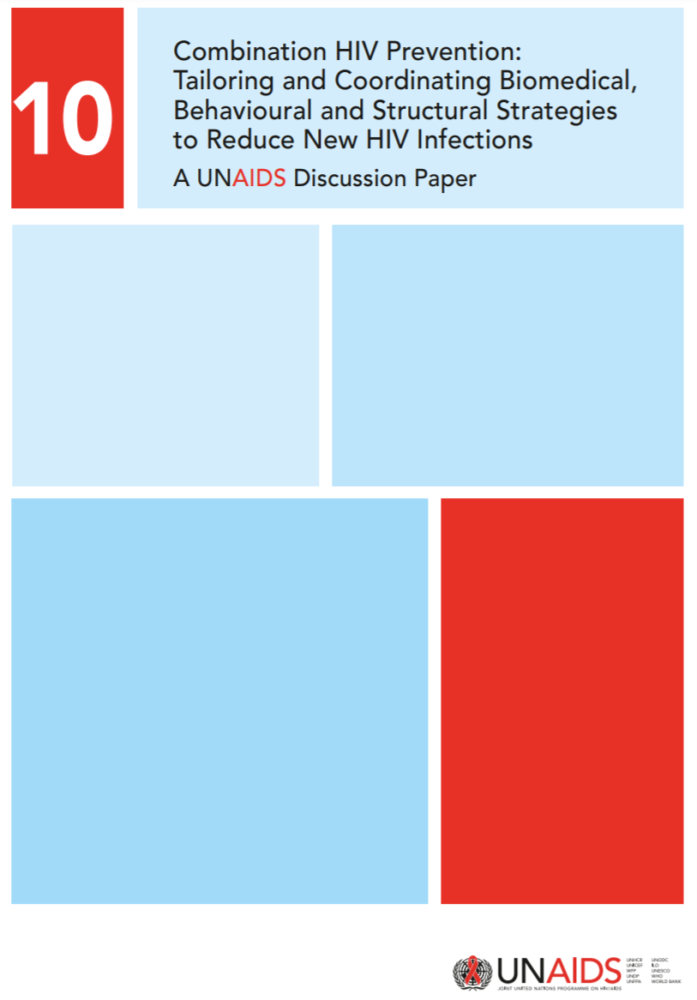 10
Combination HIV Prevention:
Tailoring and Coordinating Biomedical,
Behavioural and Structural Strategies
to Reduce New HIV Infections
A UNAIDS Discussion Paper
UNAIDS
JOINT UNITED NATIONS PROGRAMME ON HIV/AIDS
UNHCR
UNICEF
WFP
UNDP
UNFPA
UNODC
ILO
UNESCO
WHO
WORLD BANK